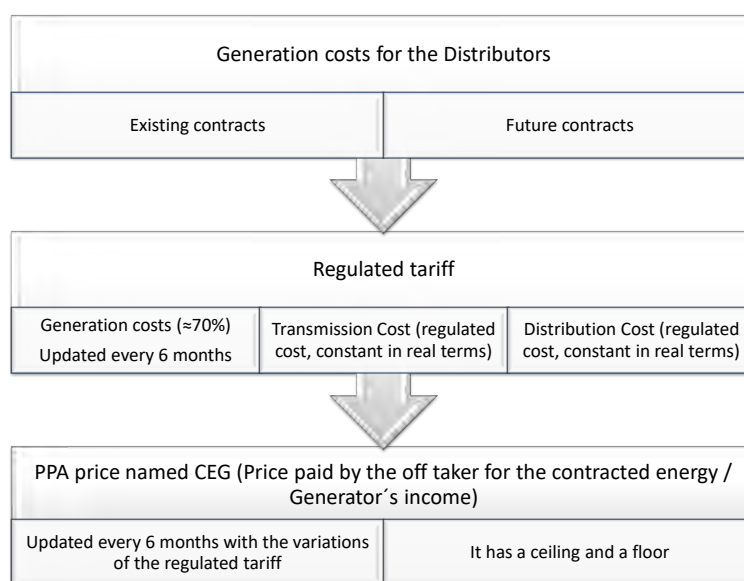 Generation costs for the Distributors
Existing contracts
Future contracts
Regulated tariff
Generation costs (≈70%)
Updated every 6 months
Transmission Cost (regulated
cost, constant in real terms)
Distribution Cost (regulated
cost, constant in real terms)
PPA price named CEG (Price paid by the off taker for the contracted energy /
Generator´s income)
Updated every 6 months with the variations
of the regulated tariff
It has a ceiling and a floor